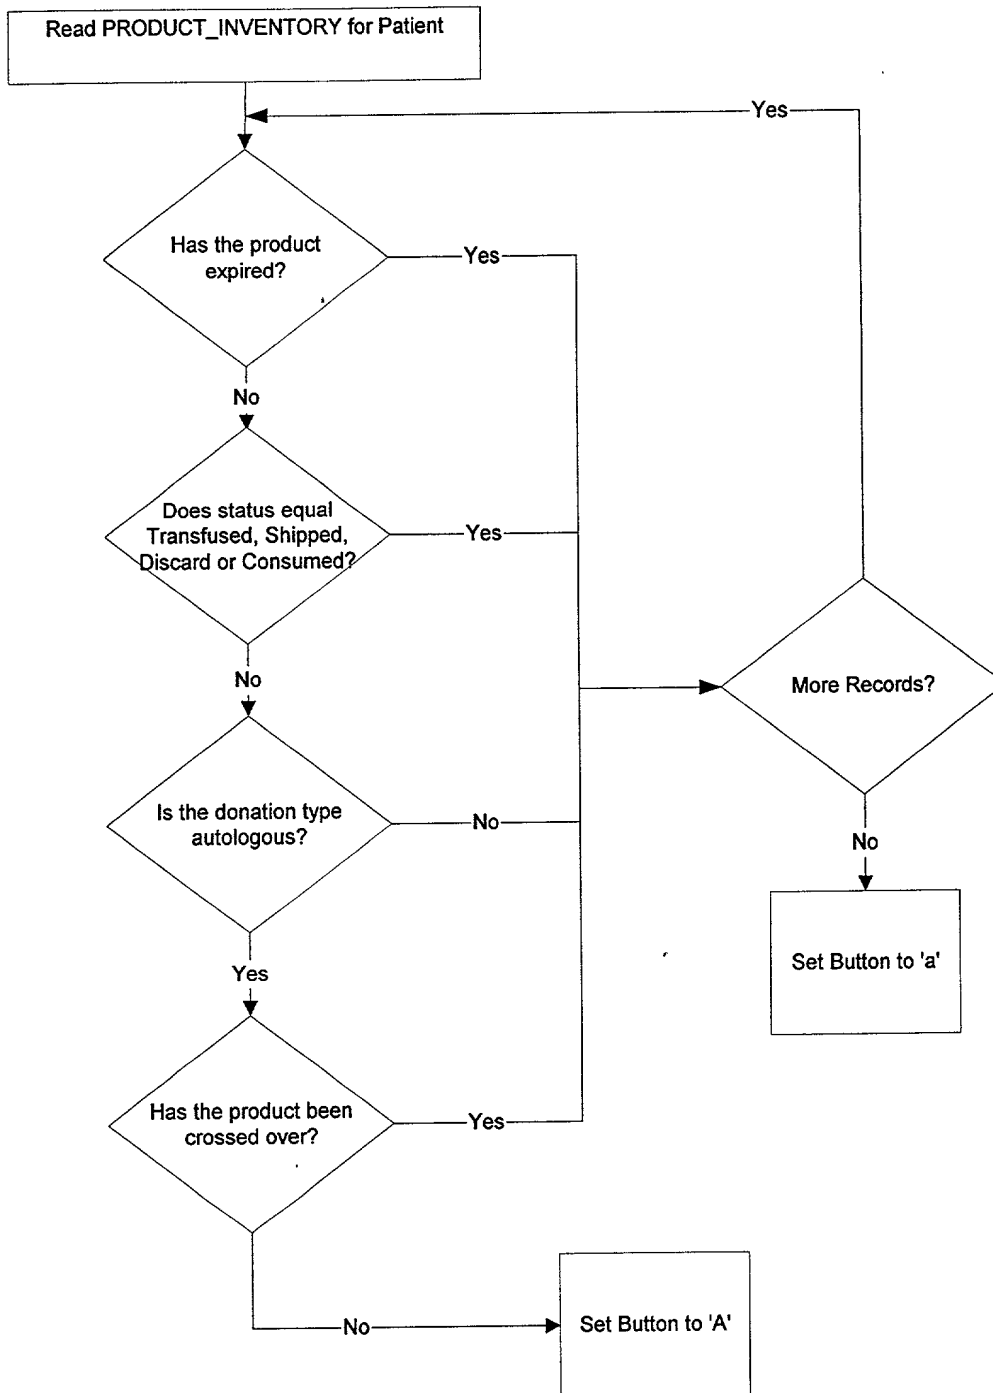 Read PRODUCT_INVENTORY for Patient
Yes
Has the product
expired?
Yes
No
Does status equal
Transfused, Shipped,
Discard or Consumed?
Yes
No
More Records?
Is the donation type
autologous?
No
No
Yes
Set Button to 'a'
Has the product been
crossed over?
Yes
No
Set Button to 'A'